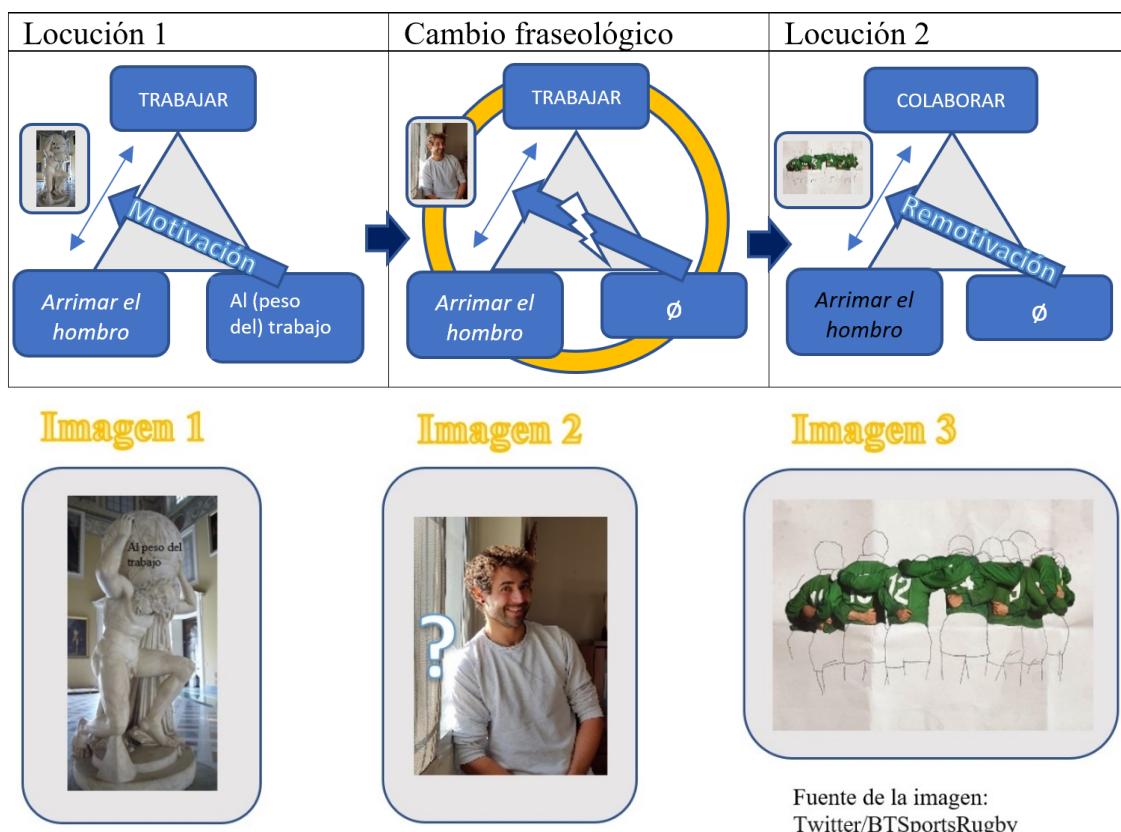 Locución 1
Cambio fraseológico
Locución 2
TRABAJAR
Motivación
Arrimar el
hombro
Al (peso
del) trabajo
TRABAJAR
Arrimar el
hombro
Ø
COLABORAR
Remotivación
Arrimar el
hombro
Ø
Imagen 1
Imagen 2
Imagen 3
Al peso del
trabajo
?
12
Fuente de la imagen:
Twitter/BTSportsRugby